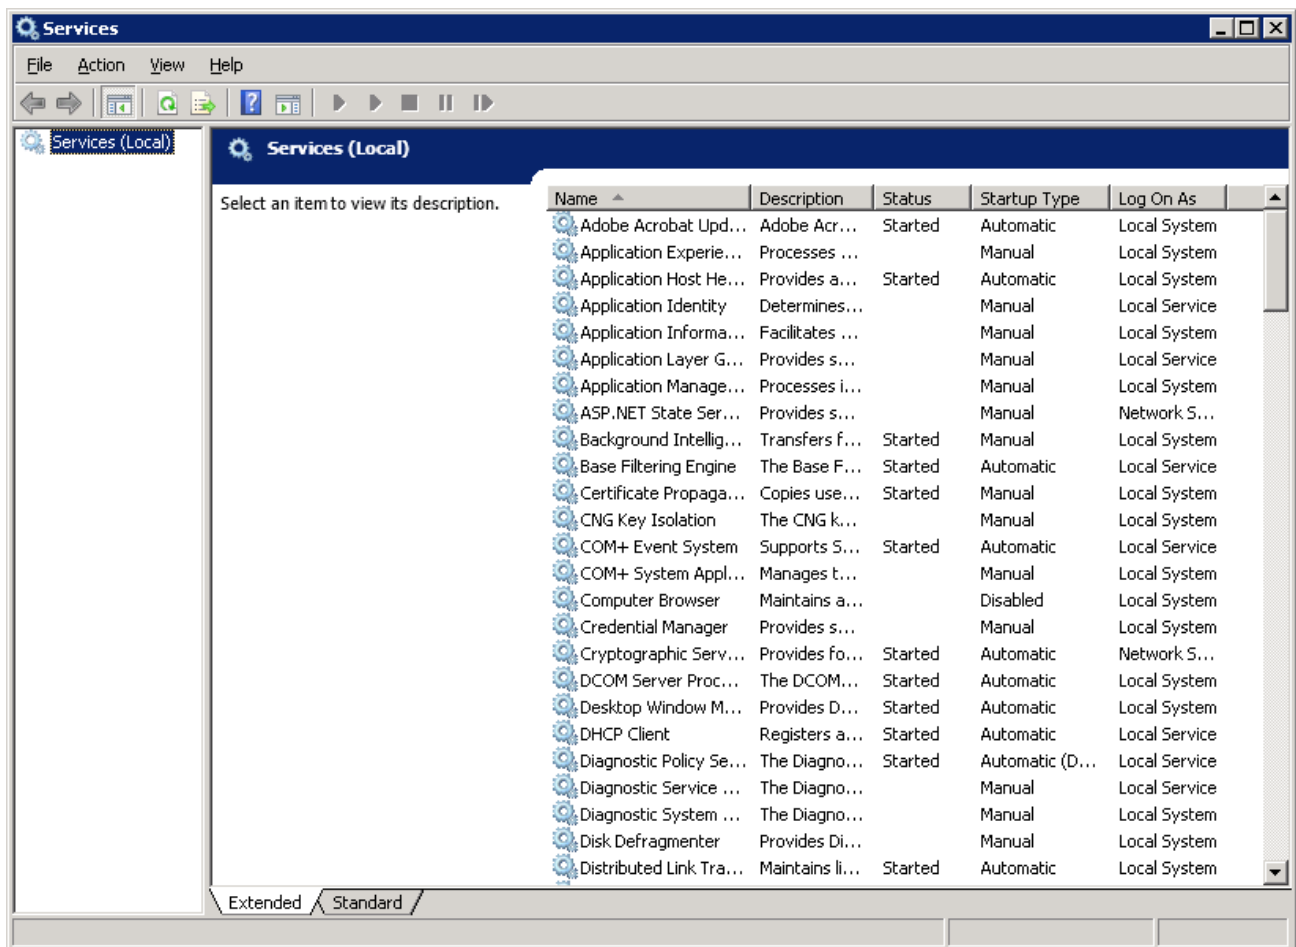 Services
File Action View Help
Services (Local)
Services (Local)
Select an item to view its description.
Name Description Status Startup Type Log On As
Adobe Acrobat Upd... Adobe Acr... Started Automatic Local System
Application Experie... Processes ... Manual Local System
Application Host He... Provides a... Started Automatic Local System
Application Identity Determines... Manual Local Service
Application Informa... Facilitates ... Manual Local System
Application Layer G... Provides s... Manual Local Service
Application Manage... Processes i... Manual Local System
ASP.NET State Ser... Provides s... Manual Network S...
Background Intellig... Transfers f... Started Manual Local System
Base Filtering Engine The Base F... Started Automatic Local Service
Certificate Propaga... Copies use... Started Manual Local System
CNG Key Isolation The CNG k... Manual Local System
COM+ Event System Supports S... Started Automatic Local Service
COM+ System Appl... Manages t... Manual Local System
Computer Browser Maintains a... Disabled Local System
Credential Manager Provides s... Manual Local System
Cryptographic Serv... Provides fo... Started Automatic Network S...
DCOM Server Proc... The DCOM... Started Automatic Local System
Desktop Window M... Provides D... Started Automatic Local System
DHCP Client Registers a... Started Automatic Local Service
Diagnostic Policy Se... The Diagno... Started Automatic (D... Local Service
Diagnostic Service ... The Diagno... Manual Local Service
Diagnostic System ... The Diagno... Manual Local System
Disk Defragmenter Provides Di... Manual Local System
Distributed Link Tra... Maintains li... Started Automatic Local System
Extended Standard